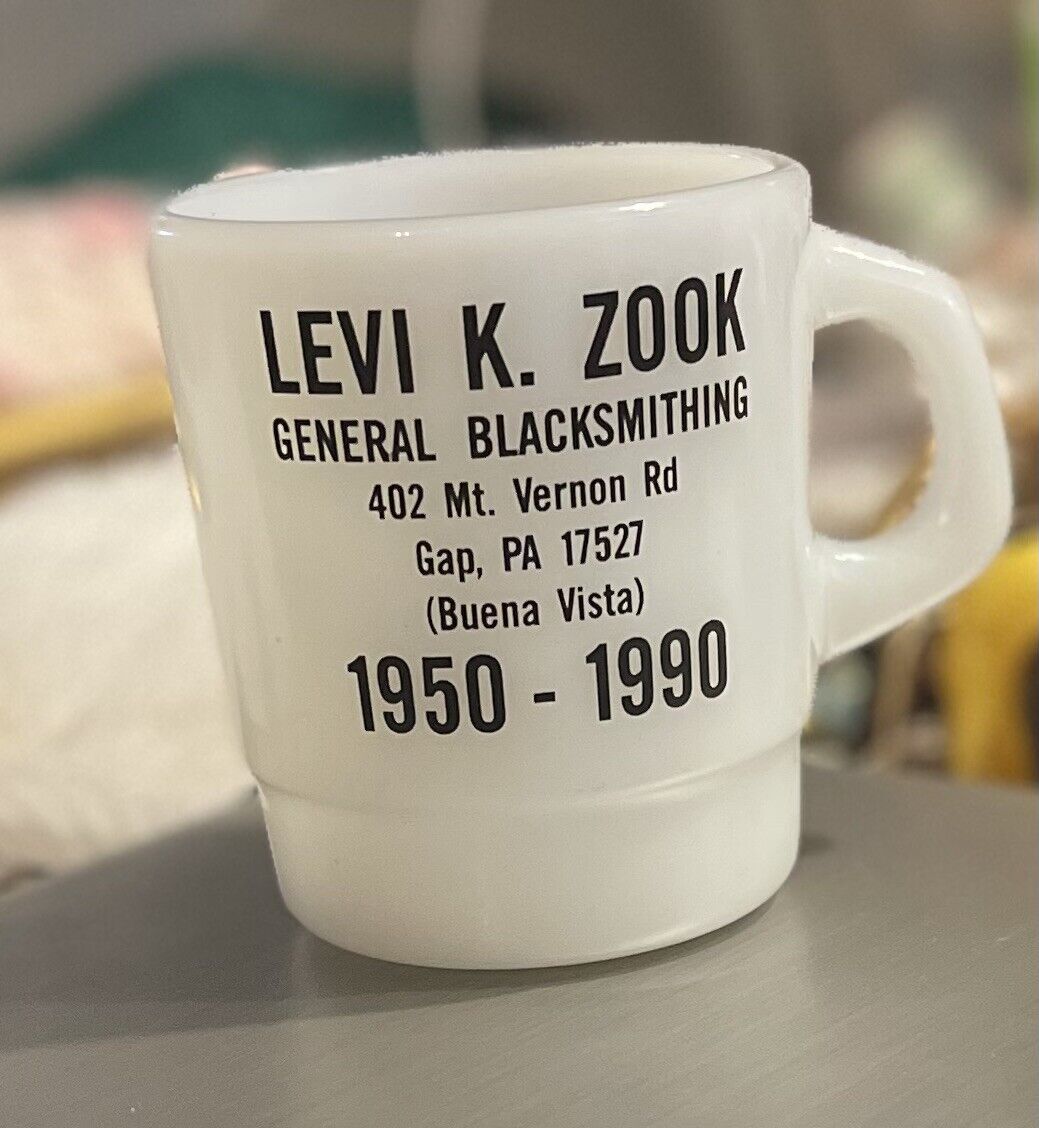 LEVI K. ZOOK
GENERAL BLACKSMITHING
402 Mt. Vernon Rd
Gap, PA 17527
(Buena Vista)
1950 - 1990